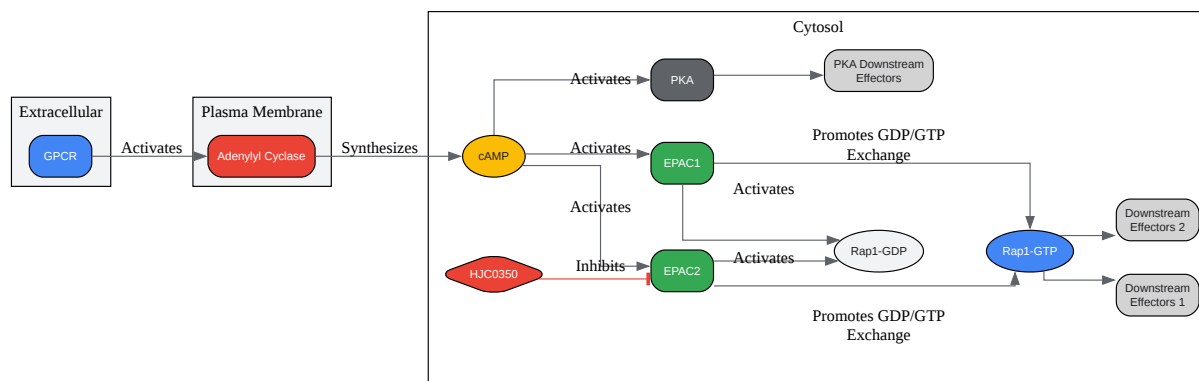 Cytosol
PKA Downstream
Effectors
Activates
PKA
Extracellular
Plasma Membrane
GPCR
Activates
Adenylyl Cyclase
Synthesizes
cAMP
Activates
EPAC1
Promotes GDP/GTP
Exchange
Activates
Activates
Downstream
Effectors 2
Rap1-GDP
Rap1-GTP
HJC0350
Inhibits
EPAC2
Activates
Downstream
Effectors 1
Promotes GDP/GTP
Exchange